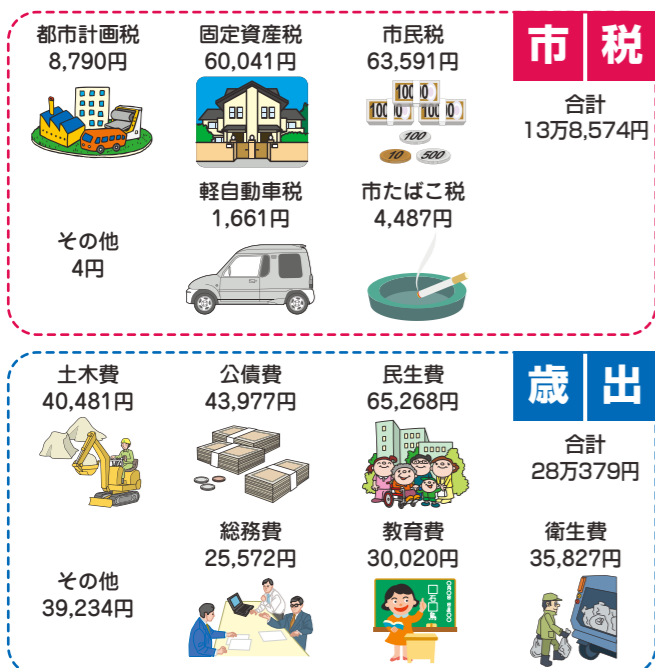 市税
合計
13万8,574円
市民税
63,591円
固定資産税
60,041円
都市計画税
8,790円
市たばこ税
4,487円
軽自動車税
1,661円
その他
4円
100
100
100
100
10
500
歳出
合計
28万379円
民生費
65,268円
公債費
43,977円
土木費
40,481円
衛生費
35,827円
教育費
30,020円
総務費
25,572円
その他
39,234円